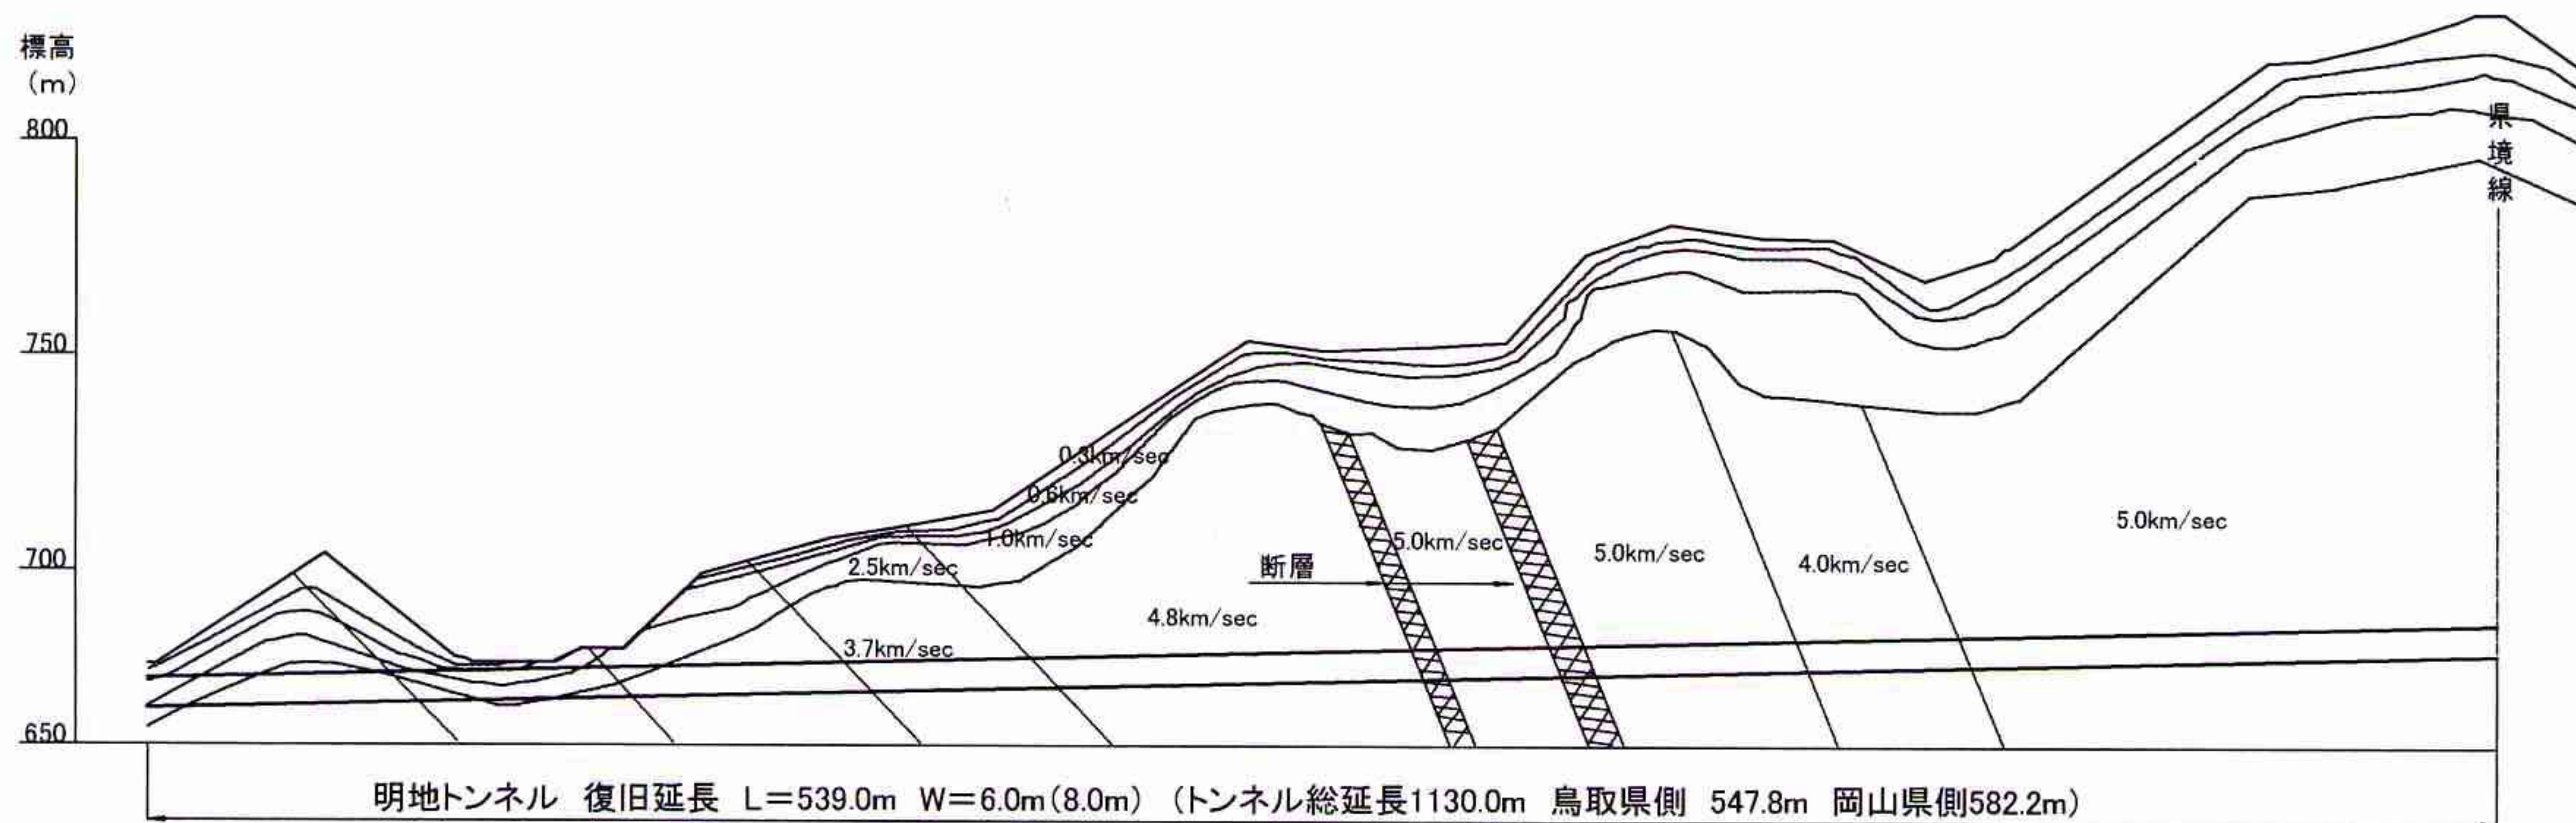 標高
（m）
800
750
700
650
県境線
0.3km/sec
0.6km/sec
1.0km/sec
2.5km/sec
3.7km/sec
4.8km/sec
断層
5.0km/sec
5.0km/sec
4.0km/sec
5.0km/sec
明地トンネル　復旧延長　L＝539.0m　W＝6.0m（8.0m）　（トンネル総延長1130.0m　鳥取県側　547.8m　岡山県側582.2m）